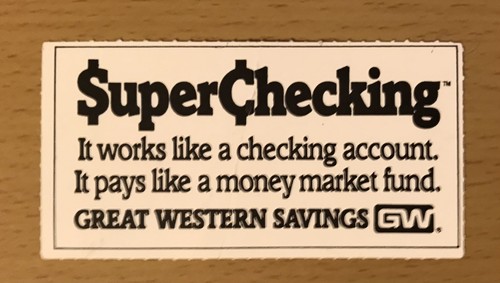 $uper₵hecking™
It works like a checking account.
It pays like a money market fund.
GREAT WESTERN SAVINGS GW®